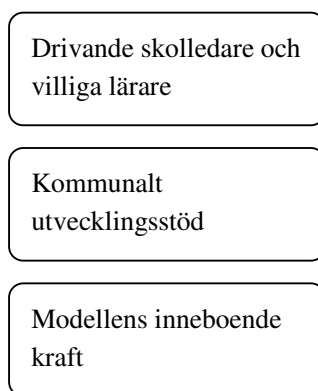 Drivande skolledare och
villiga lärare
Kommunalt
utvecklingsstöd
Modellens inneboende
kraft